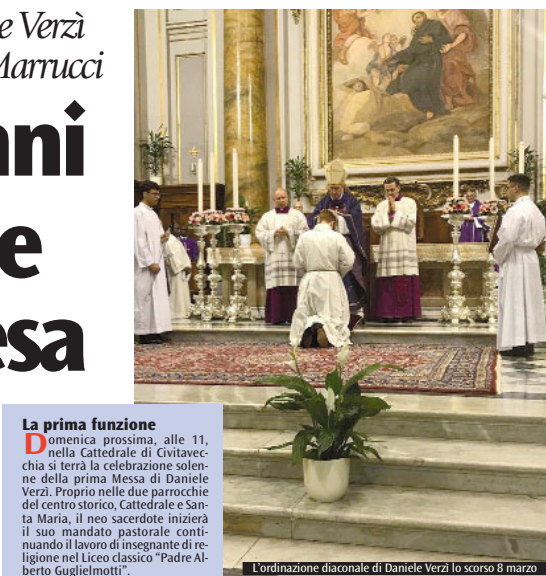 e Verzì
Marrucci
ani
e
esa
La prima funzione
Domenica prossima, alle 11,
nella Cattedrale di Civitavec-
chia si terrà la celebrazione solen-
ne della prima Messa di Daniele
Verzì. Proprio nelle due parrocchie
del centro storico, Cattedrale e San-
ta Maria, il neo sacerdote inizierà
il suo mandato pastorale conti-
nuando il lavoro di insegnante di re-
ligione nel Liceo classico “Padre Al-
berto Guglielmotti”.
L'ordinazione diaconale di Daniele Verzì lo scorso 8 marzo